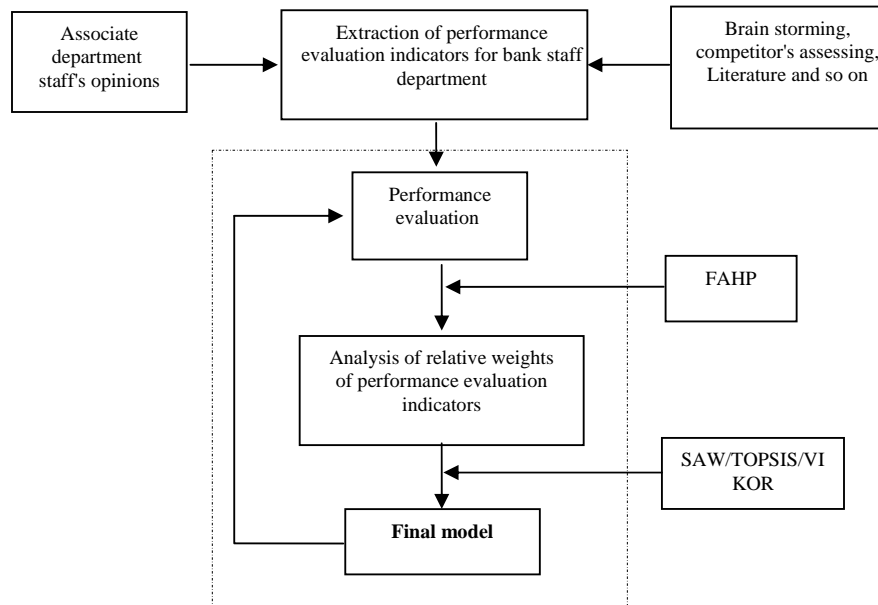 Associate
department
staff's opinions
Extraction of performance
evaluation indicators for bank staff
department
Brain storming,
competitor's assessing,
Literature and so on
Performance
evaluation
FAHP
Analysis of relative weights
of performance evaluation
indicators
SAW/TOPSIS/VI
KOR
Final model